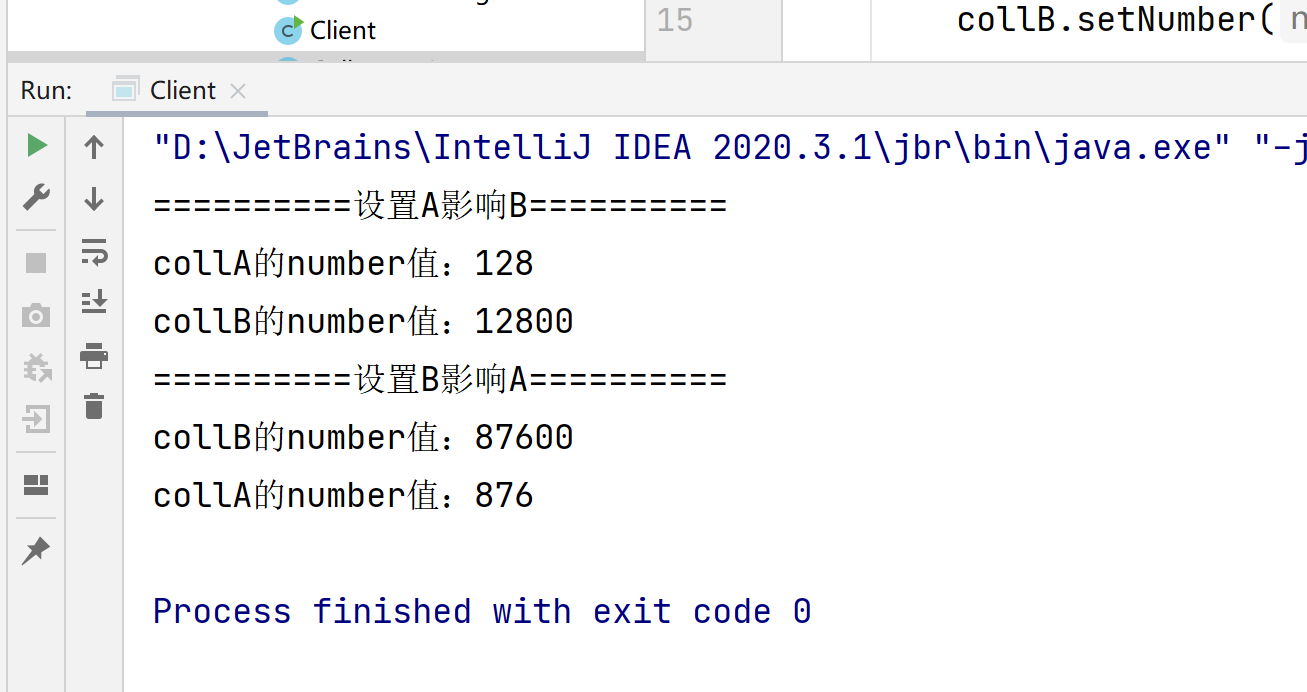 Client
15
collB.setNumber(
Run:
Client
"D:\JetBrains\IntelliJ IDEA 2020.3.1\jbr\bin\java.exe" "-j
==========设置A影响B==========
collA的number值：128
collB的number值：12800
==========设置B影响A==========
collB的number值：87600
collA的number值：876
Process finished with exit code 0